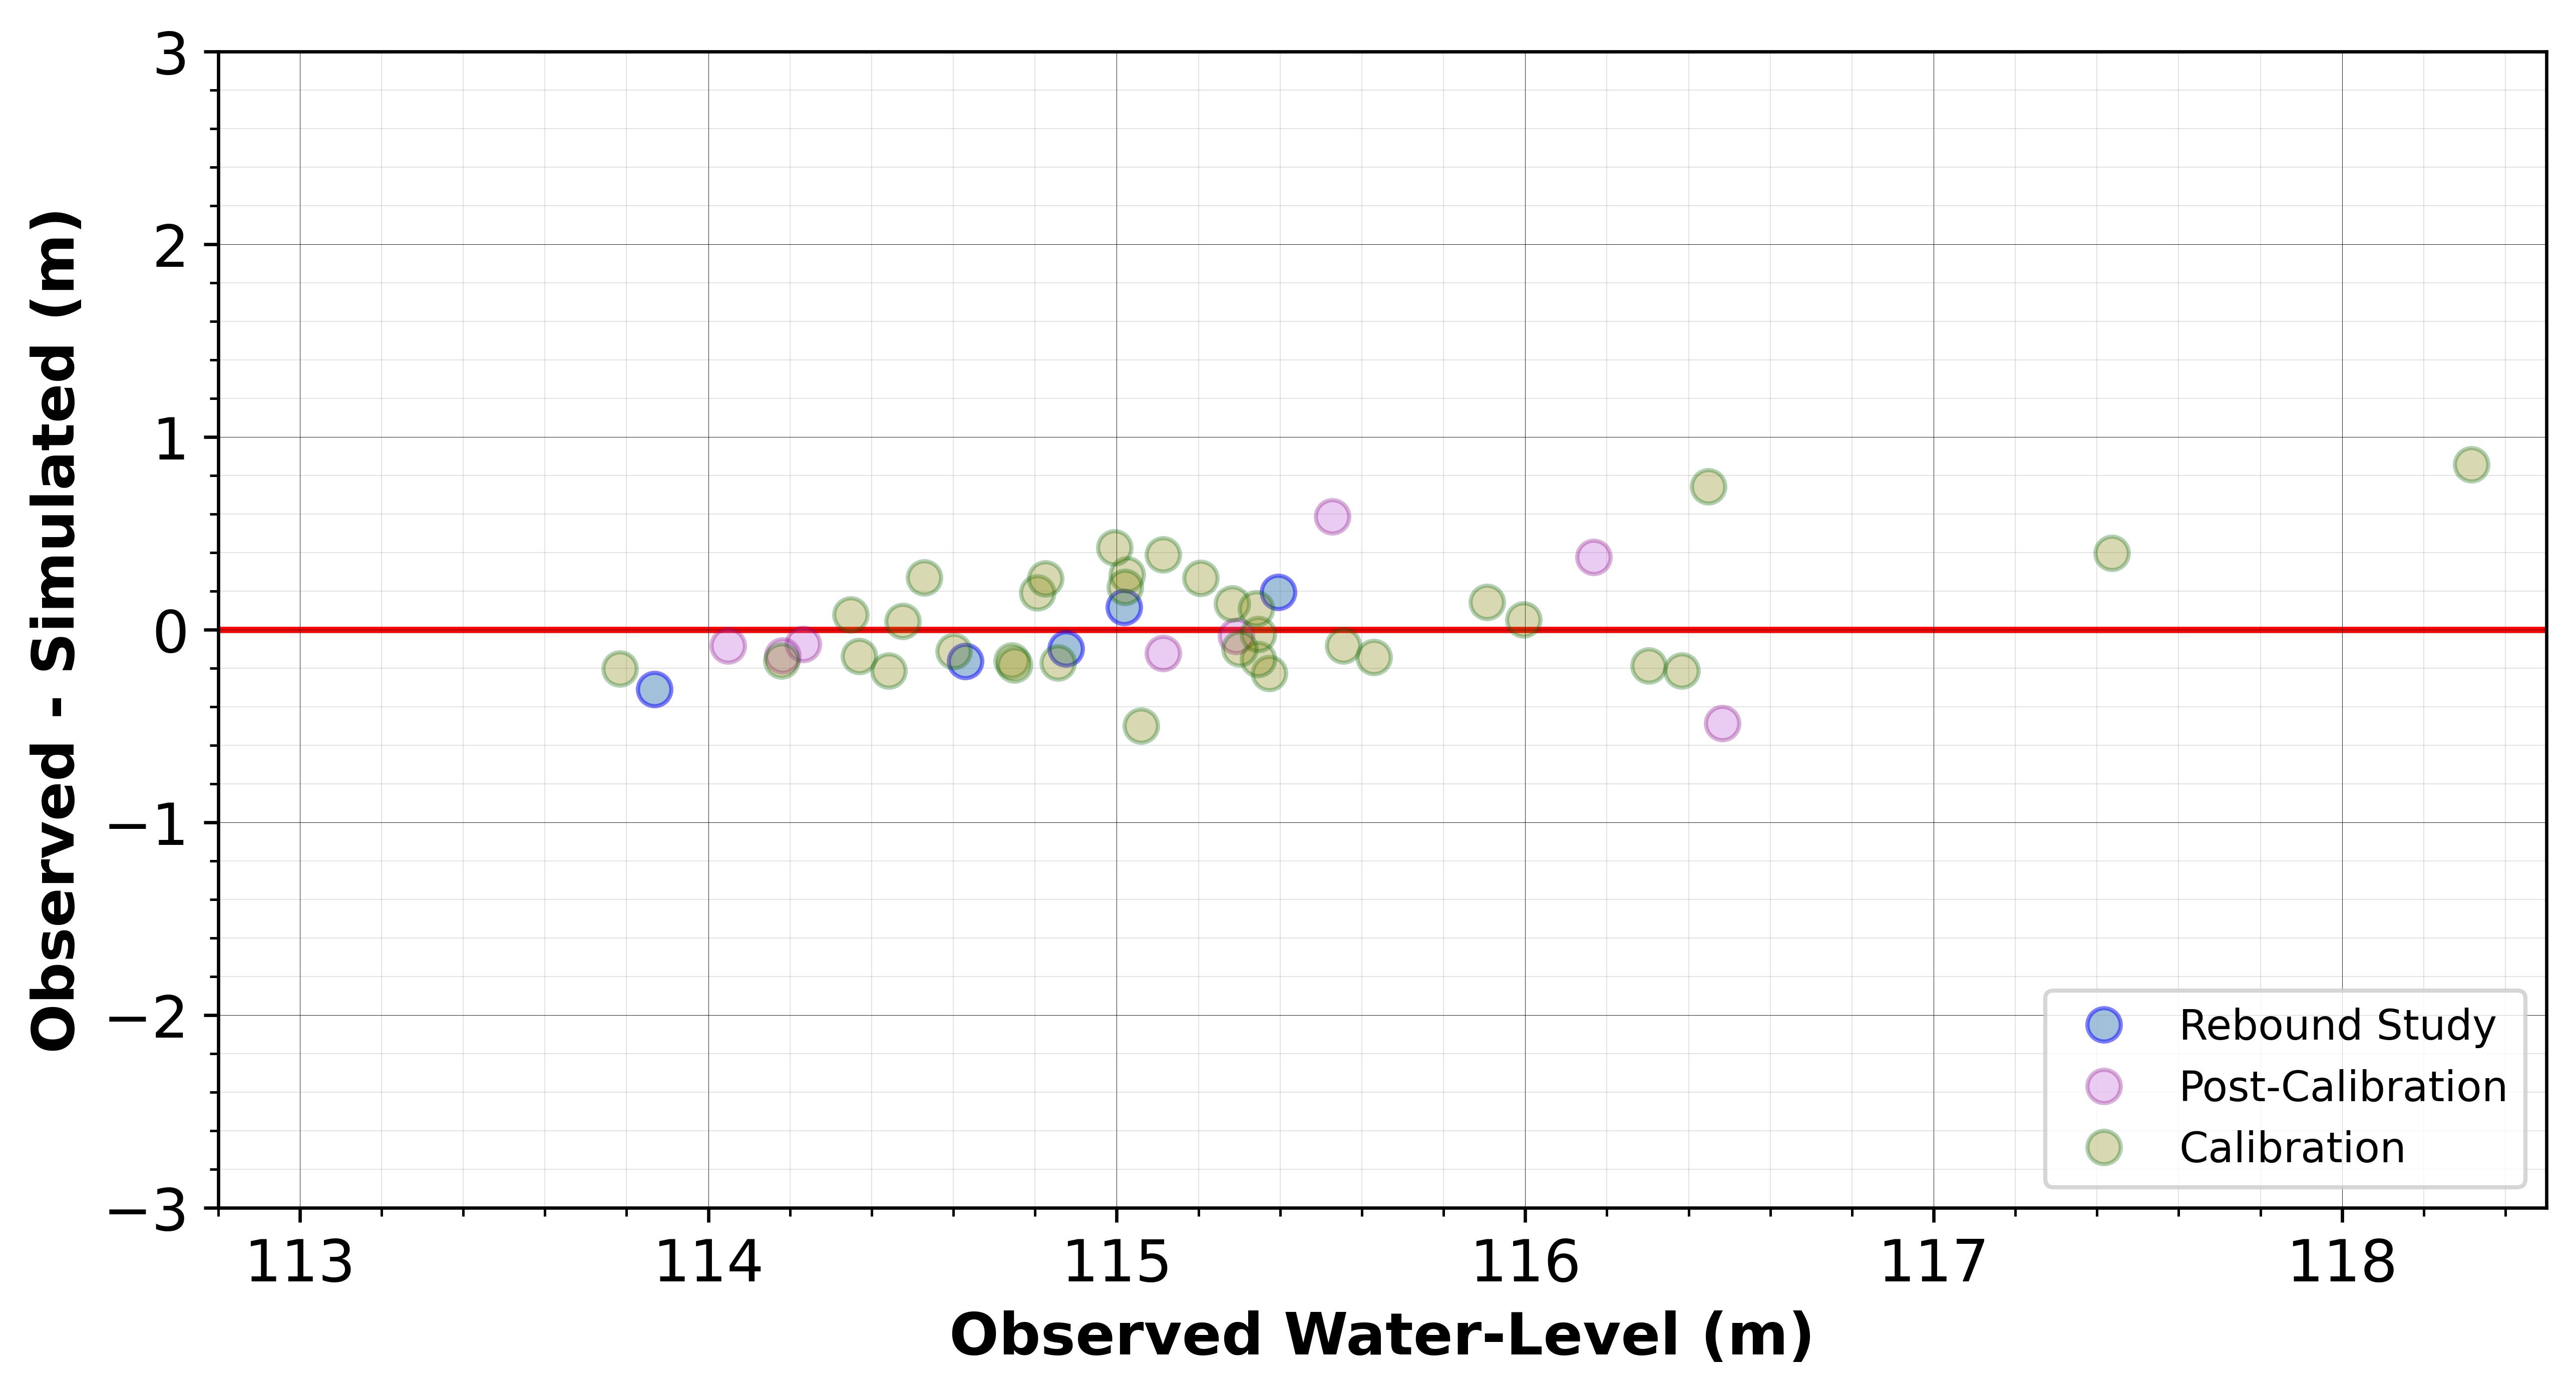 3
2
1
0
−1
−2
−3
Observed - Simulated (m)
Rebound Study
Post-Calibration
Calibration
113 114 115 116 117 118
Observed Water-Level (m)